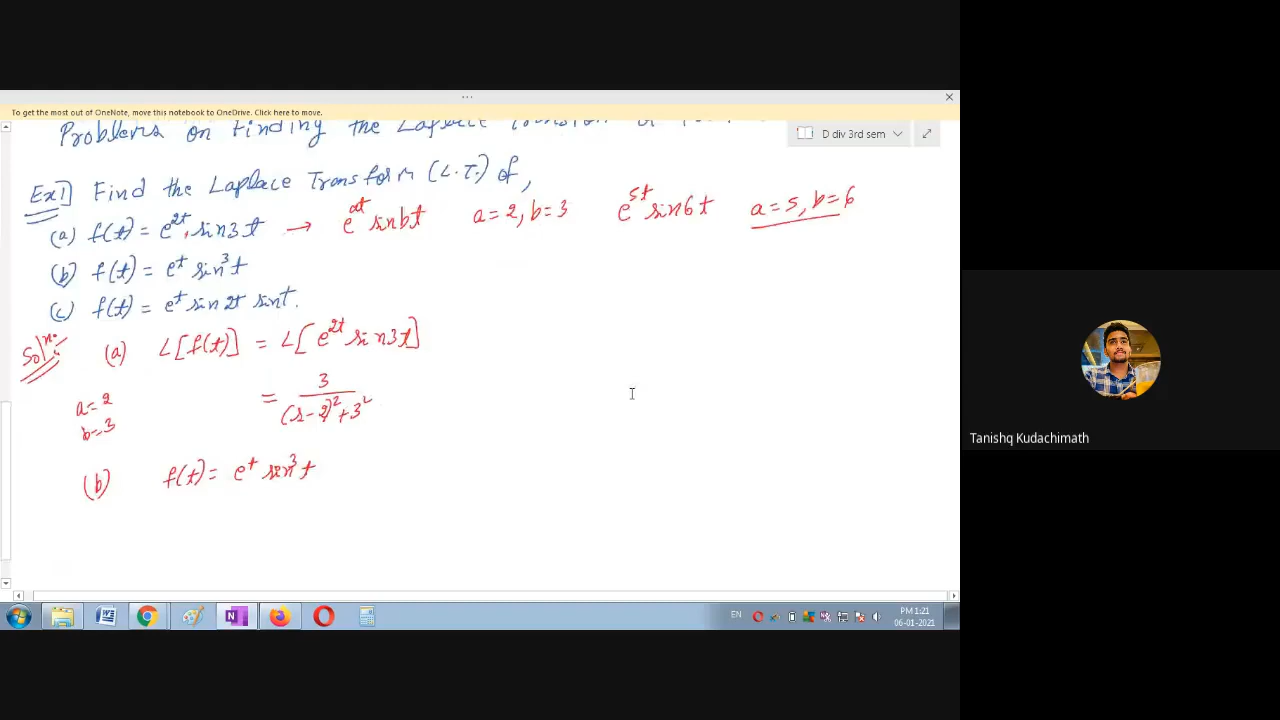 To get the most out of OneNote, move this notebook to OneDrive. Click here to move.
Problems on Finding the Laplace
D div 3rd sem
Ex1] Find the Laplace Transform (L.T.) of,
(a) f(t) = e^{2t} sin3t → e^{at} sinbt a=2, b=3 e^{5t} sin6t a=5, b=6
(b) f(t) = e^t sin^3 t
(c) f(t) = e^t sin 2t sint.
Sol^n: (a) L[f(t)] = L[e^{2t} sin3t]
a=2
b=3
= 3/((s-2)^2+3^2)
(b) f(t) = e^t sin^3 t
Tanishq Kudachimath
EN
PM 1:21
06-01-2021